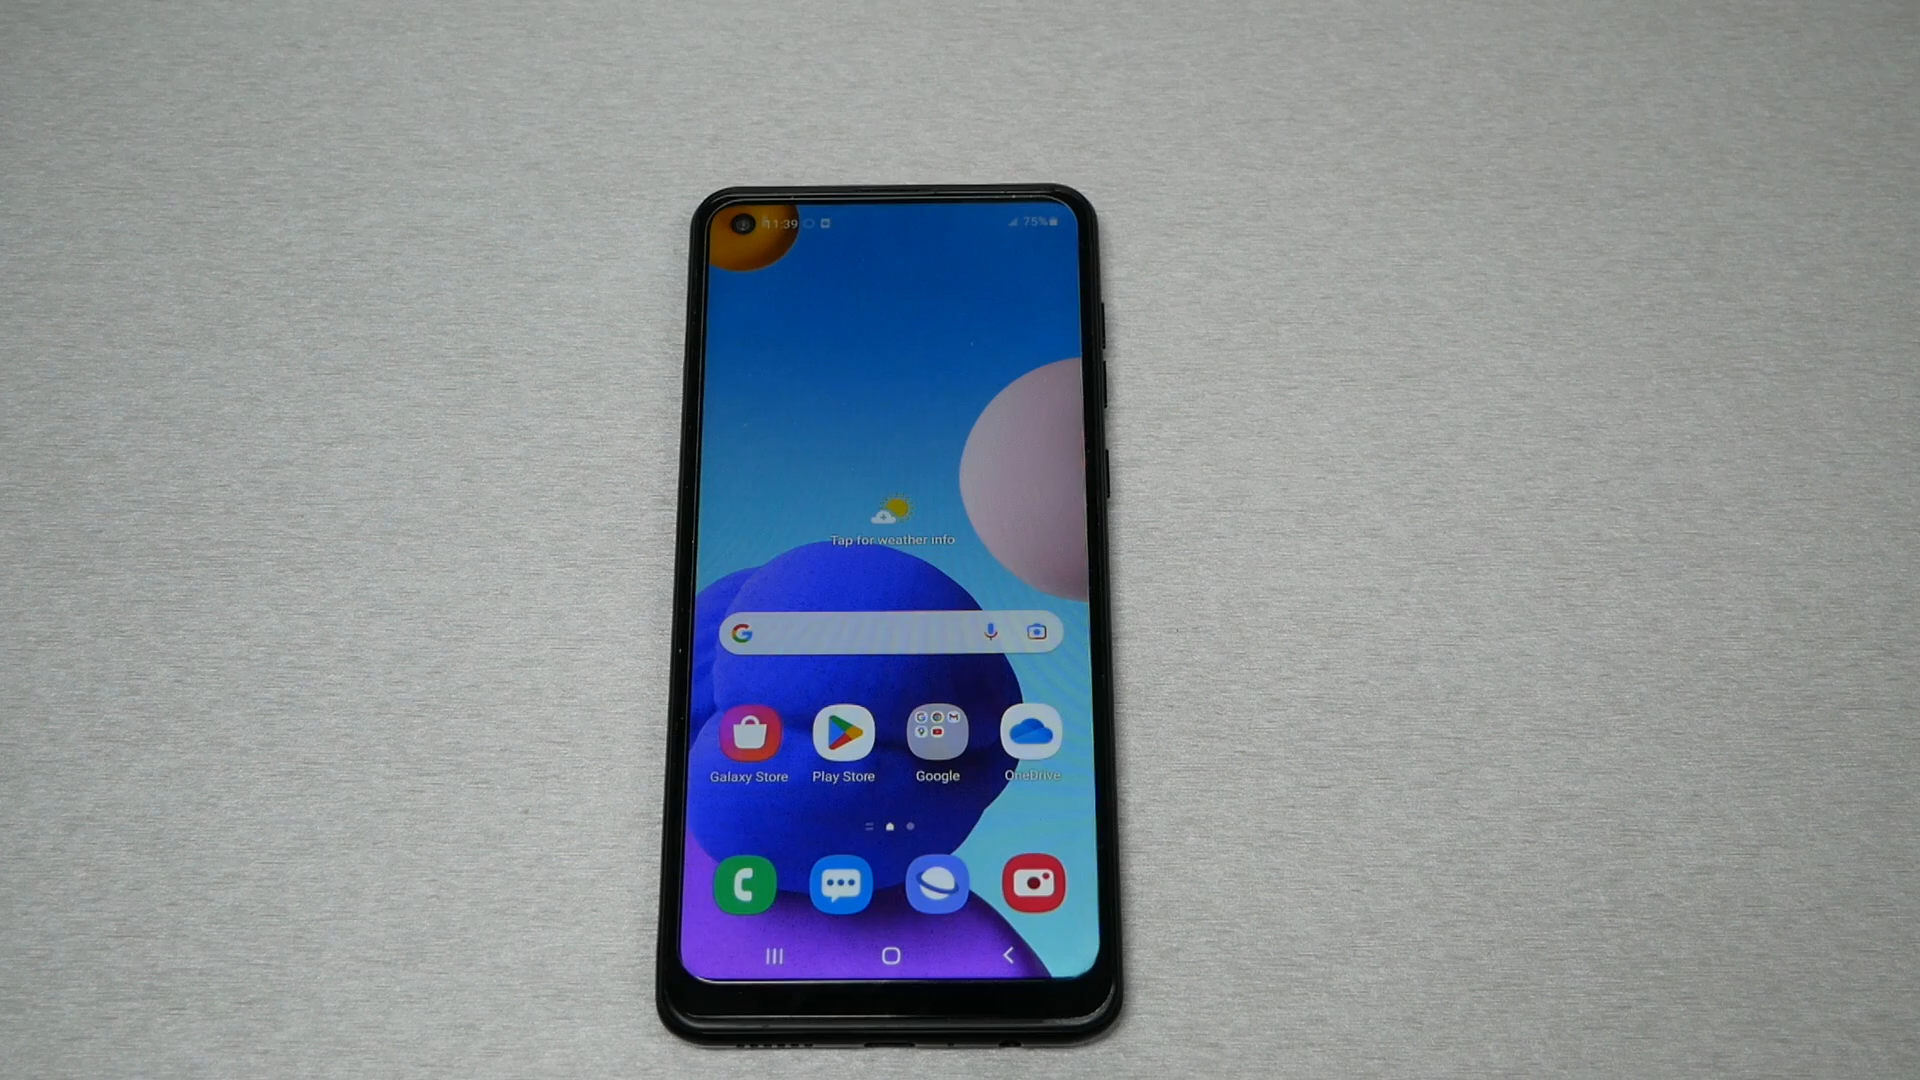 11:39
75%
Tap for weather info
Galaxy Store
Play Store
Google
OneDrive